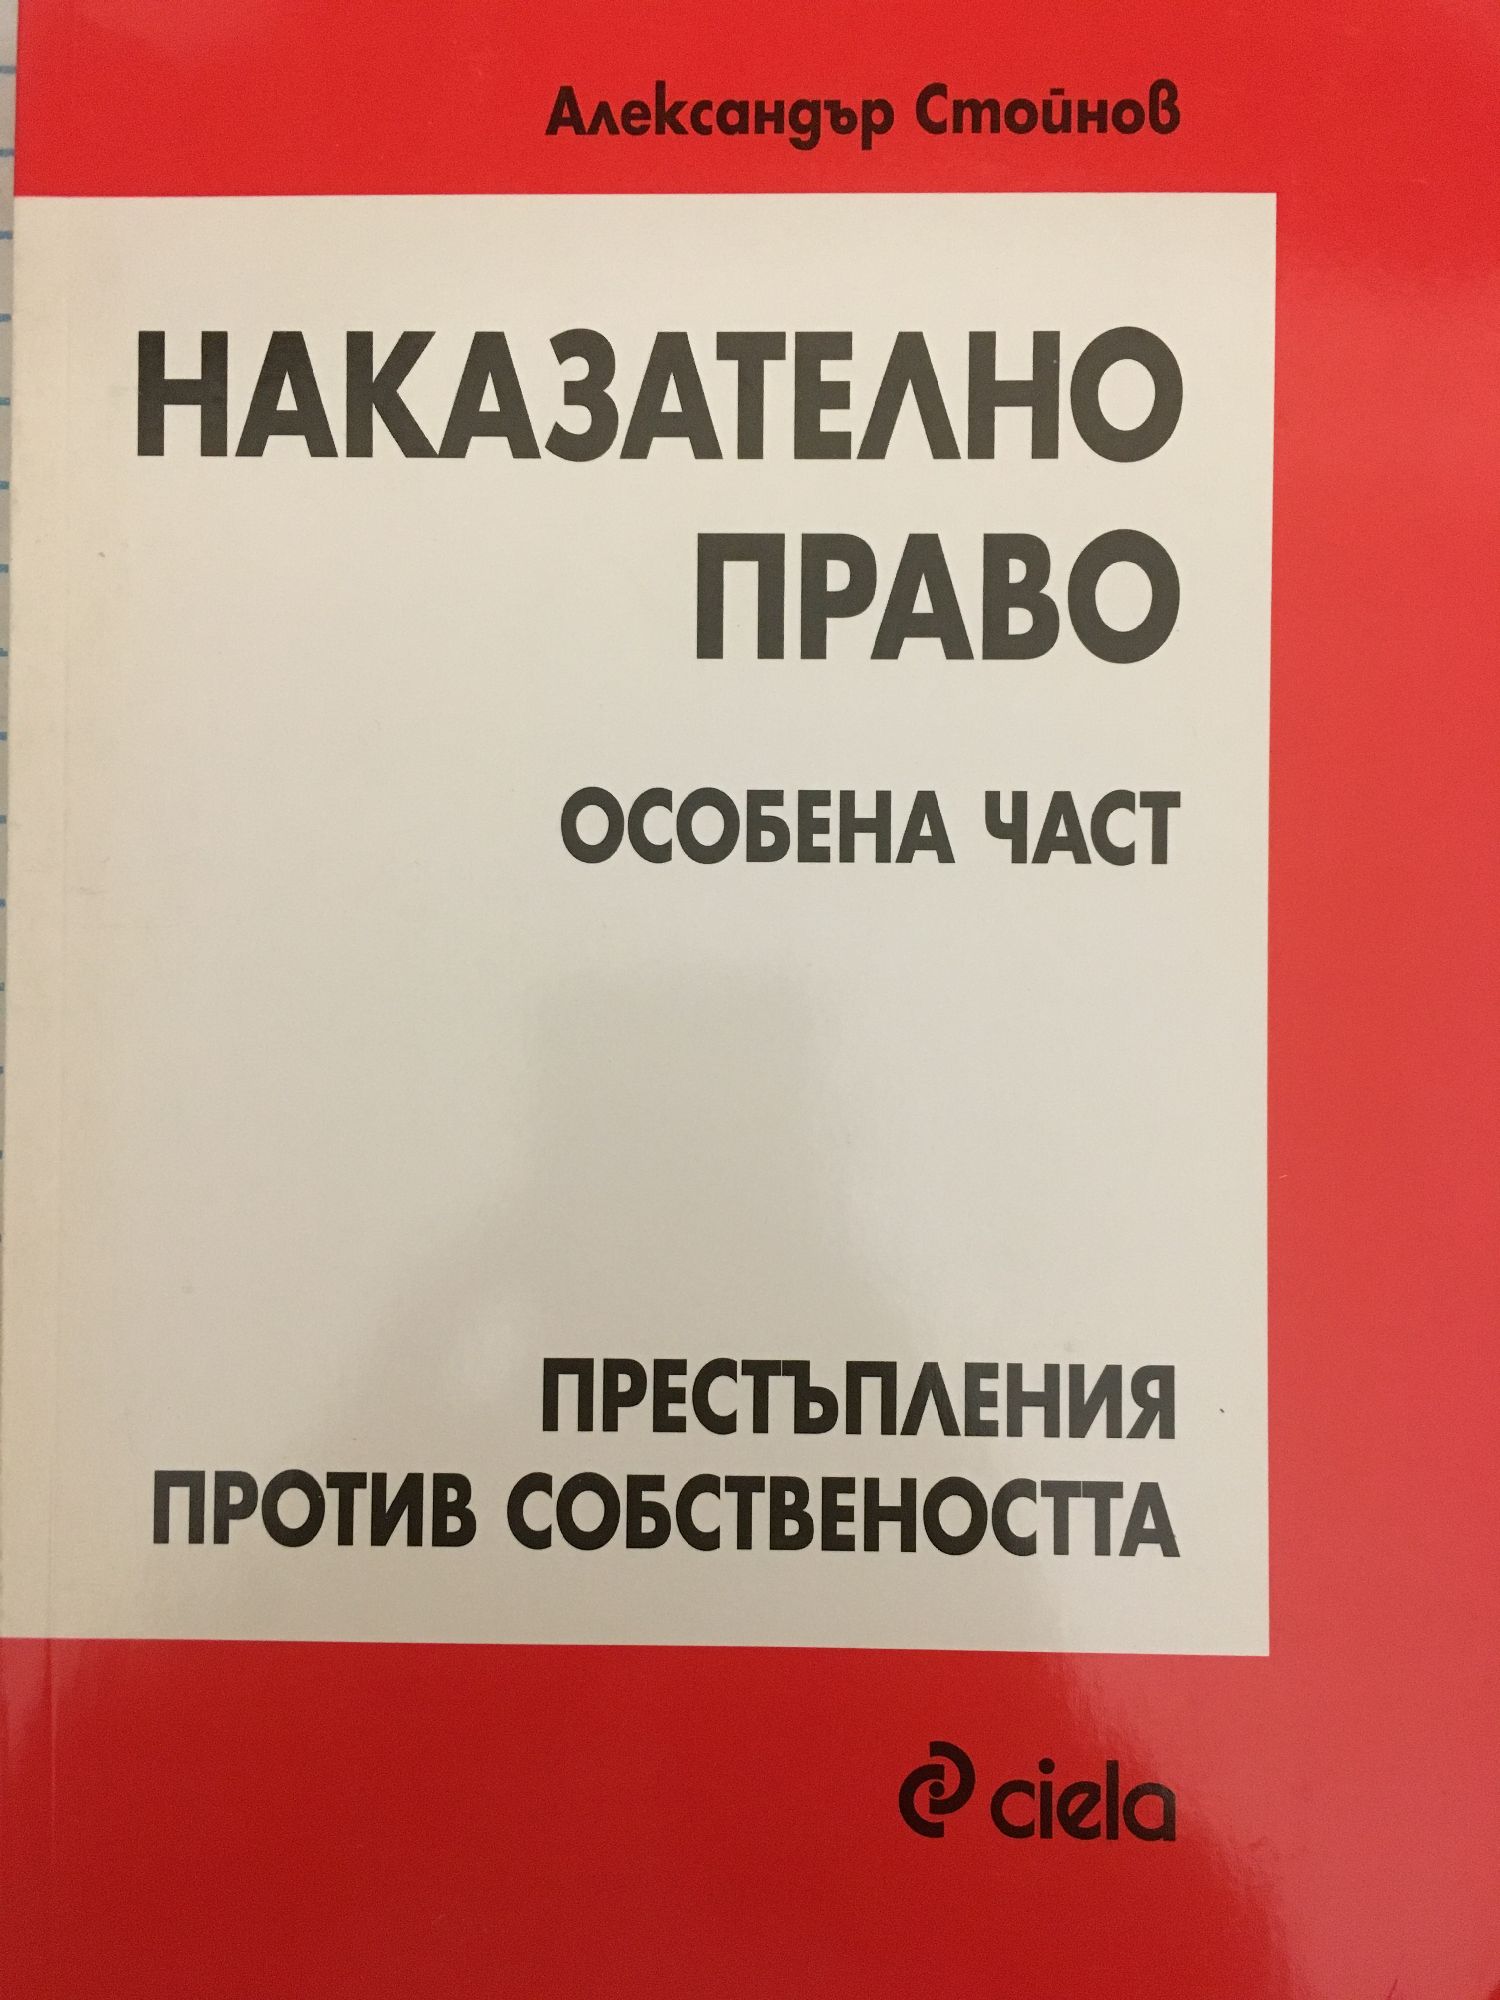 Александър Стойнов
НАКАЗАТЕЛНО
ПРАВО
ОСОБЕНА ЧАСТ
ПРЕСТЪПЛЕНИЯ
ПРОТИВ СОБСТВЕНОСТТА
ciela